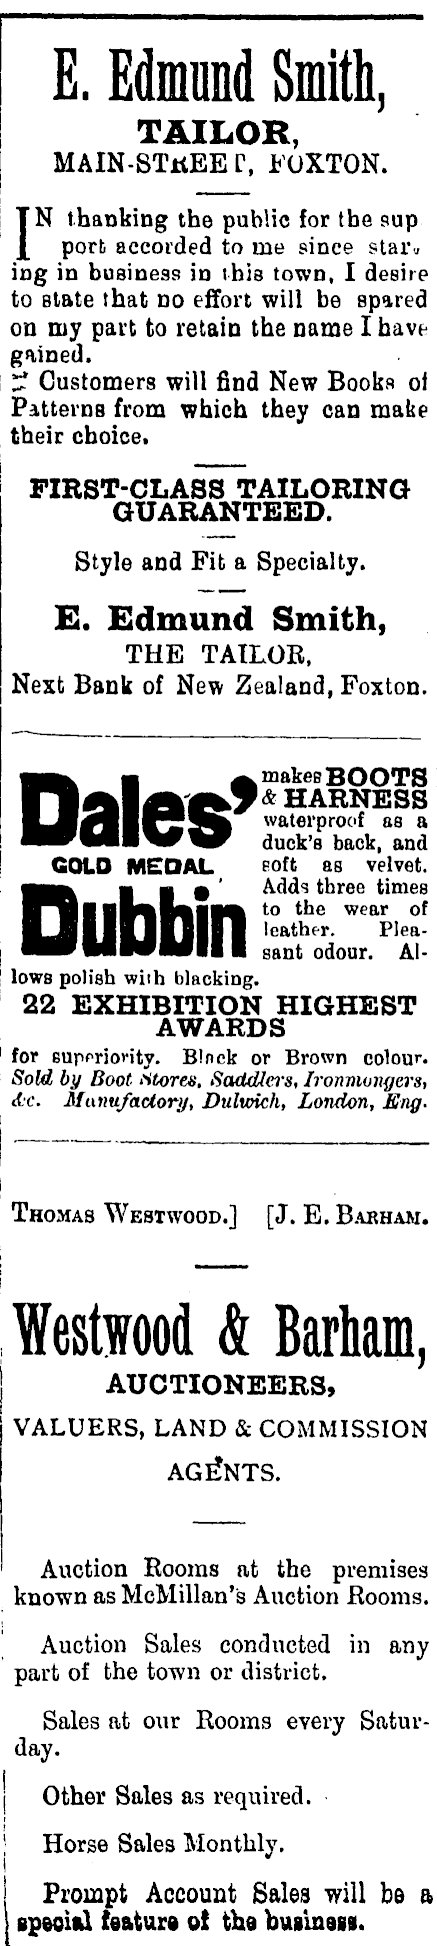 E. Edmund Smith,
TAILOR,
MAIN-STREET, FOXTON.
IN thanking the public for the sup
port accorded to me since star
ing in business in this town, I desire
to state that no effort will be spared
on my part to retain the name I have
gained.
Customers will find New Books of
Patterns from which they can make
their choice.
FIRST-CLASS TAILORING
GUARANTEED.
Style and Fit a Specialty.
E. Edmund Smith,
THE TAILOR,
Next Bank of New Zealand, Foxton.
Dales'
GOLD MEDAL
Dubbin
makes BOOTS
& HARNESS
waterproof as a
duck's back, and
soft as velvet.
Adds three times
to the wear of
leather. Plea-
sant odour. Al-
lows polish with blacking.
22 EXHIBITION HIGHEST
AWARDS
for superiority. Black or Brown colour.
Sold by Boot Stores, Saddlers, Ironmongers,
&c. Manufactory, Dulwich, London, Eng.
THOMAS WESTWOOD.] [J. E. BARHAM.
Westwood & Barham,
AUCTIONEERS,
VALUERS, LAND & COMMISSION
AGENTS.
Auction Rooms at the premises
known as McMillan's Auction Rooms.
Auction Sales conducted in any
part of the town or district.
Sales at our Rooms every Satur-
day.
Other Sales as required.
Horse Sales Monthly.
Prompt Account Sales will be a
special feature of the business.